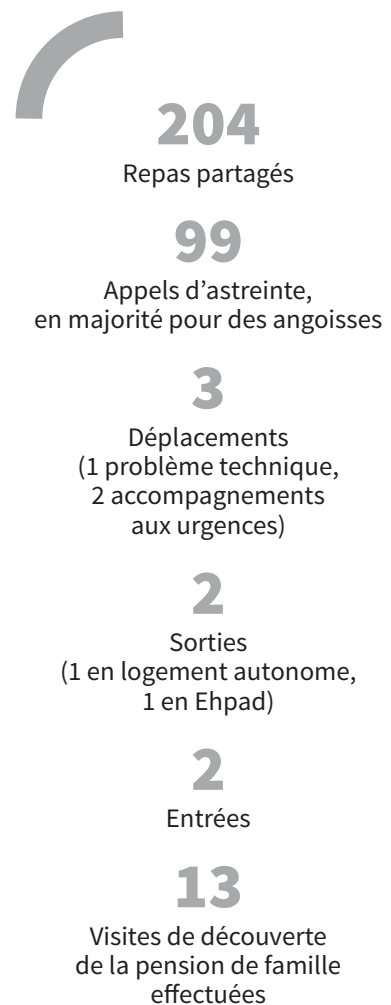 204
Repas partagés
99
Appels d’astreinte,
en majorité pour des angoisses
3
Déplacements
(1 problème technique,
2 accompagnements
aux urgences)
2
Sorties
(1 en logement autonome,
1 en Ehpad)
2
Entrées
13
Visites de découverte
de la pension de famille
effectuées